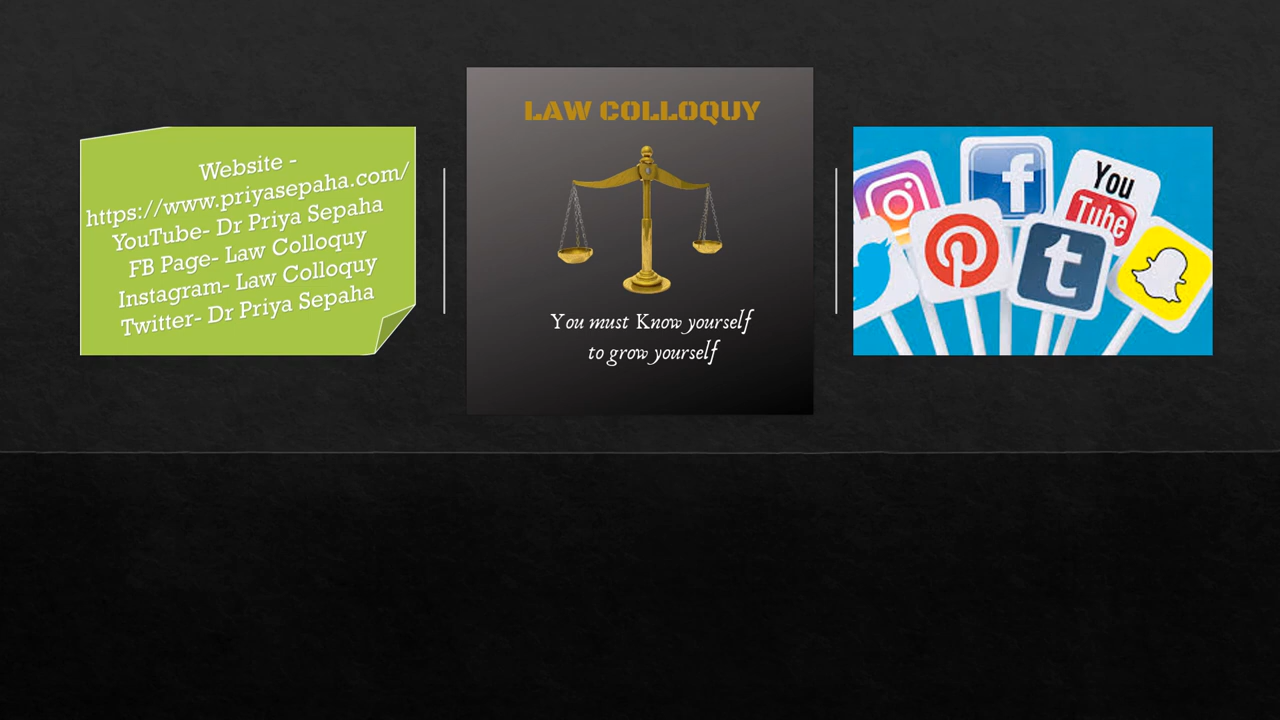 Website -
https://www.priyasepaha.com/
YouTube- Dr Priya Sepaha
FB Page- Law Colloquy
Instagram- Law Colloquy
Twitter- Dr Priya Sepaha
LAW COLLOQUY
You must Know yourself
to grow yourself
f
You
Tube
t